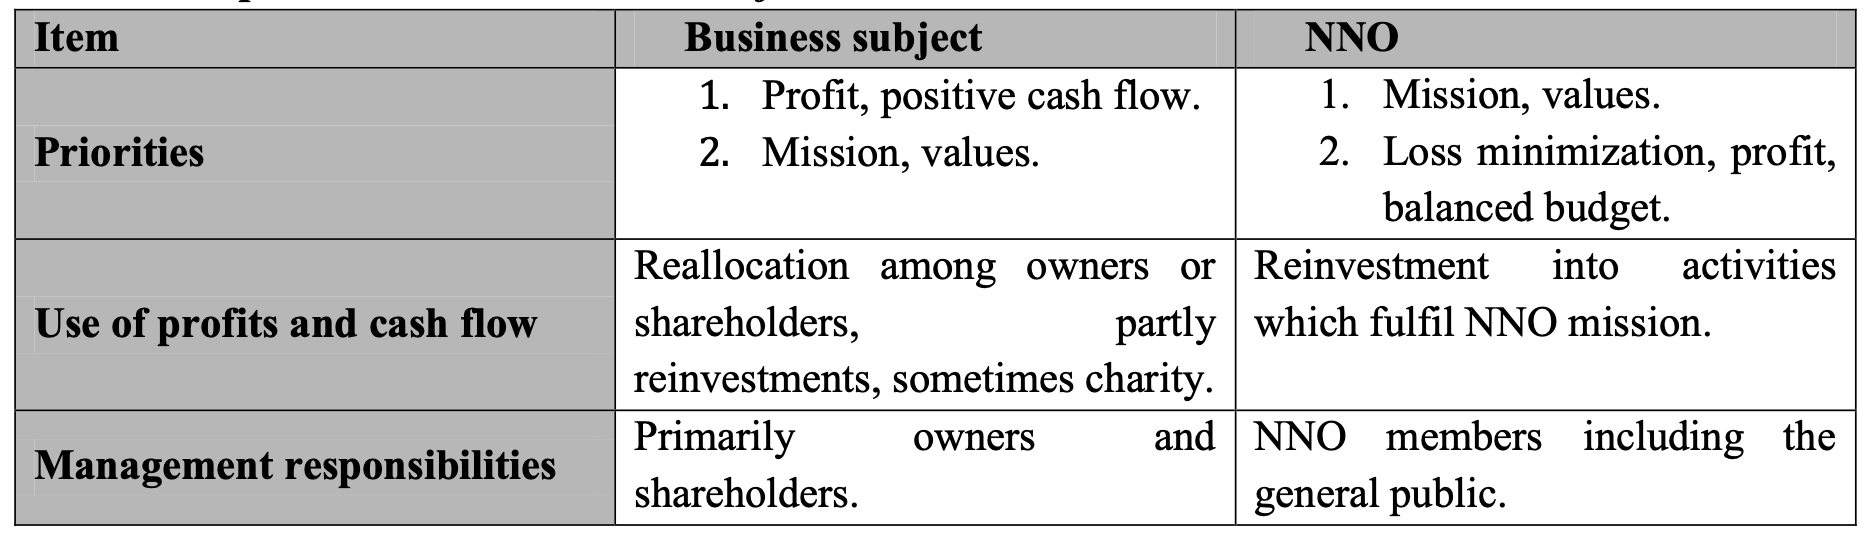 Item Business subject NNO
Priorities
1. Profit, positive cash flow.
2. Mission, values.
1. Mission, values.
2. Loss minimization, profit,
balanced budget.
Use of profits and cash flow
Reallocation among owners or
shareholders, partly
reinvestments, sometimes charity.
Reinvestment into activities
which fulfil NNO mission.
Management responsibilities
Primarily owners and
shareholders.
NNO members including the
general public.